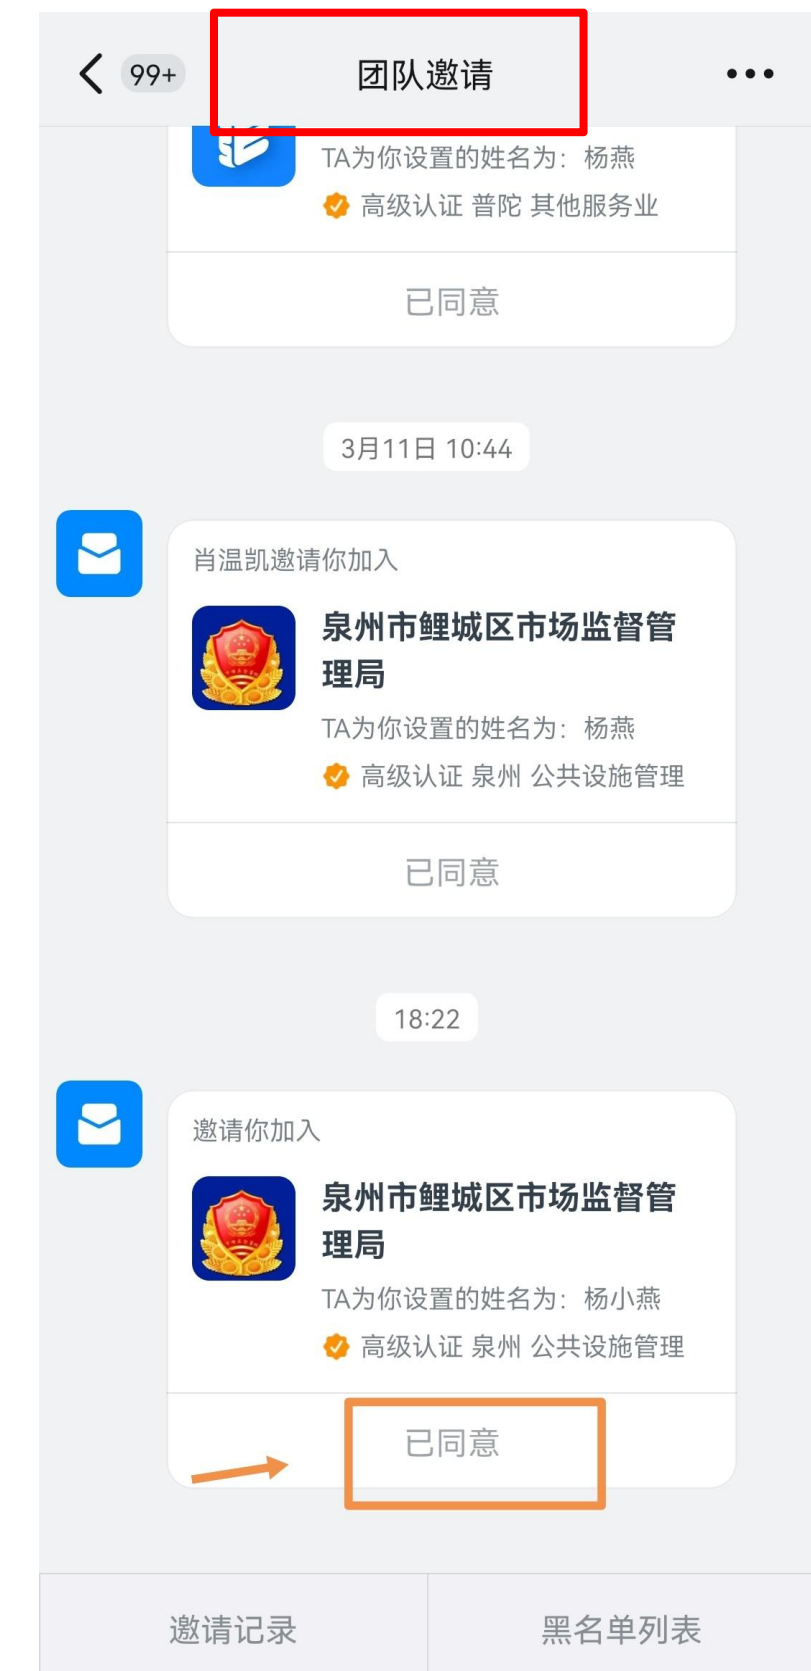 99+
团队邀请
TA为你设置的姓名为：杨燕
高级认证 普陀 其他服务业
已同意
3月11日 10:44
肖温凯邀请你加入
泉州市鲤城区市场监督管
理局
TA为你设置的姓名为：杨燕
高级认证 泉州 公共设施管理
已同意
18:22
邀请你加入
泉州市鲤城区市场监督管
理局
TA为你设置的姓名为：杨小燕
高级认证 泉州 公共设施管理
已同意
邀请记录
黑名单列表